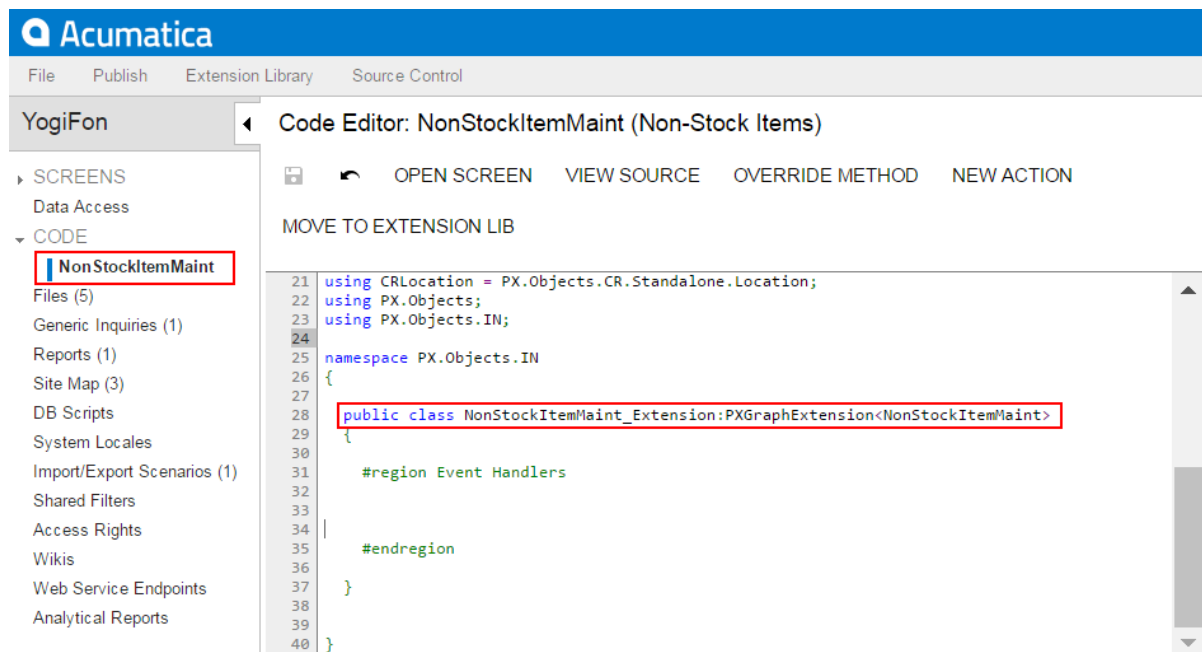 Acumatica
File Publish Extension Library Source Control
YogiFon
Code Editor: NonStockItemMaint (Non-Stock Items)
SCREENS
Data Access
CODE
NonStockItemMaint
Files (5)
Generic Inquiries (1)
Reports (1)
Site Map (3)
DB Scripts
System Locales
Import/Export Scenarios (1)
Shared Filters
Access Rights
Wikis
Web Service Endpoints
Analytical Reports
OPEN SCREEN VIEW SOURCE OVERRIDE METHOD NEW ACTION
MOVE TO EXTENSION LIB
21 using CRLocation = PX.Objects.CR.Standalone.Location;
22 using PX.Objects;
23 using PX.Objects.IN;
24
25 namespace PX.Objects.IN
26 {
27
28 public class NonStockItemMaint_Extension:PXGraphExtension<NonStockItemMaint>
29 {
30
31 #region Event Handlers
32
33
34
35 #endregion
36
37 }
38
39
40 }